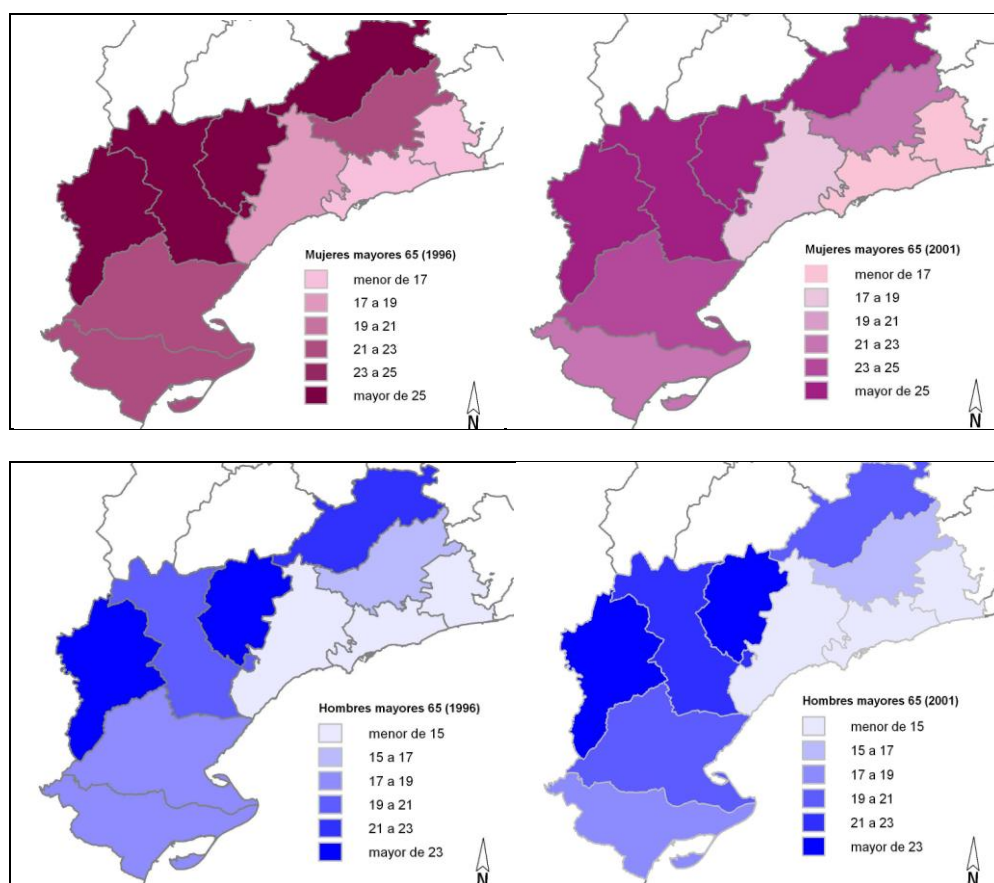 Mujeres mayores 65 (1996)
menor de 17
17 a 19
19 a 21
21 a 23
23 a 25
mayor de 25
N
Mujeres mayores 65 (2001)
menor de 17
17 a 19
19 a 21
21 a 23
23 a 25
mayor de 25
N
Hombres mayores 65 (1996)
menor de 15
15 a 17
17 a 19
19 a 21
21 a 23
mayor de 23
N
Hombres mayores 65 (2001)
menor de 15
15 a 17
17 a 19
19 a 21
21 a 23
mayor de 23
N